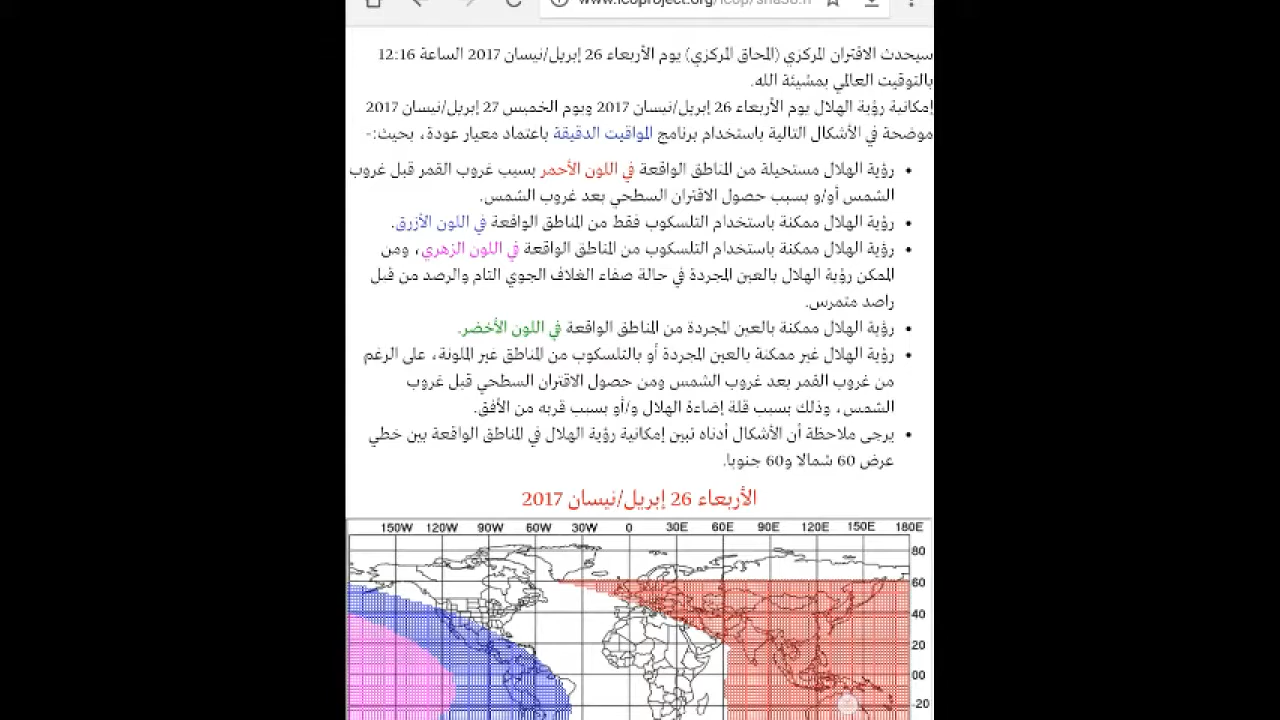 www.icoproject.org/icop/sha38.h
سيحدث الاقتران المركزي (المحاق المركزي) يوم الأربعاء 26 إبريل/نيسان 2017 الساعة 12:16
بالتوقيت العالمي بمشيئة الله.
إمكانية رؤية الهلال يوم الأربعاء 26 إبريل/نيسان 2017 ويوم الخميس 27 إبريل/نيسان 2017
موضحة في الأشكال التالية باستخدام برنامج المواقيت الدقيقة باعتماد معيار عودة، بحيث:-
• رؤية الهلال مستحيلة من المناطق الواقعة في اللون الأحمر بسبب غروب القمر قبل غروب
الشمس أو/و بسبب حصول الاقتران السطحي بعد غروب الشمس.
• رؤية الهلال ممكنة باستخدام التلسكوب فقط من المناطق الواقعة في اللون الأزرق.
• رؤية الهلال ممكنة باستخدام التلسكوب من المناطق الواقعة في اللون الزهري، ومن
الممكن رؤية الهلال بالعين المجردة في حالة صفاء الغلاف الجوي التام والرصد من قبل
راصد متمرس.
• رؤية الهلال ممكنة بالعين المجردة من المناطق الواقعة في اللون الأخضر.
• رؤية الهلال غير ممكنة بالعين المجردة أو بالتلسكوب من المناطق غير الملونة، على الرغم
من غروب القمر بعد غروب الشمس ومن حصول الاقتران السطحي قبل غروب
الشمس، وذلك بسبب قلة إضاءة الهلال و/أو بسبب قربه من الأفق.
• يرجى ملاحظة أن الأشكال أدناه تبين إمكانية رؤية الهلال في المناطق الواقعة بين خطي
عرض 60 شمالا و60 جنوبا.
الأربعاء 26 إبريل/نيسان 2017
150W 120W 90W 60W 30W 0 30E 60E 90E 120E 150E 180E
80
60
40
20
00
-20